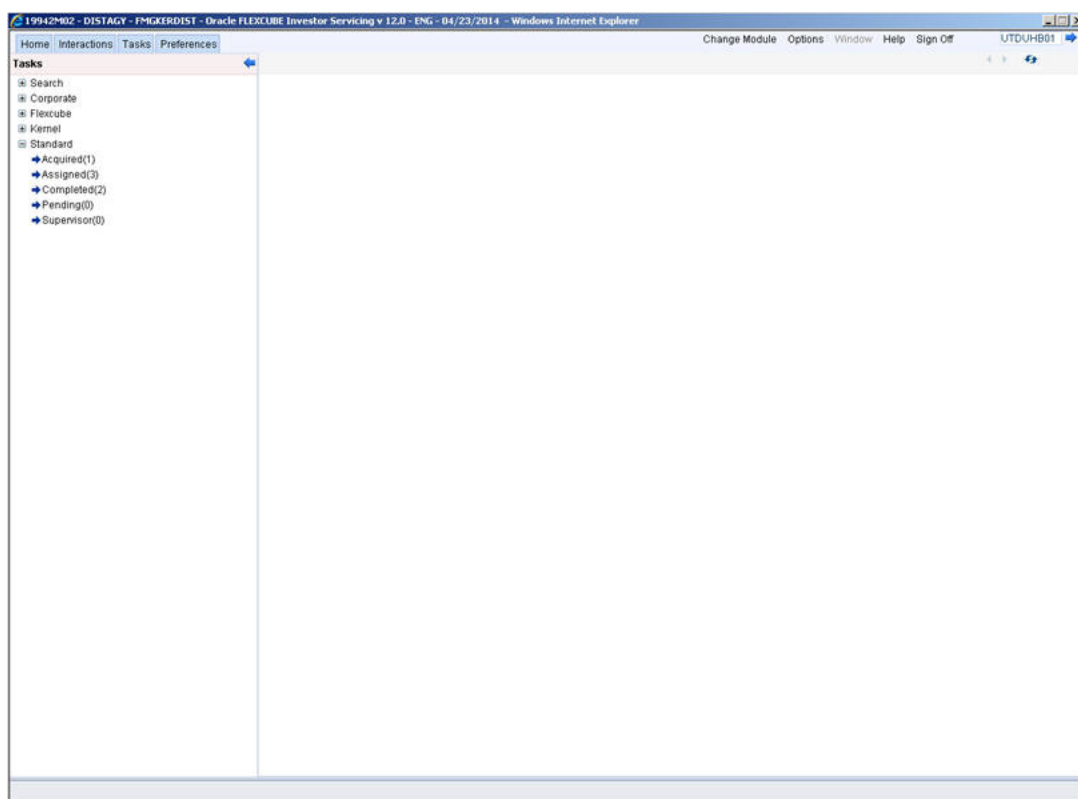 19942M02 - DISTAGY - FMGKERDIST - Oracle FLEXCUBE Investor Servicing v 12.0 - ENG - 04/23/2014 - Windows Internet Explorer
Home Interactions Tasks Preferences Change Module Options Window Help Sign Off UTDUHB01
Tasks
Search
Corporate
Flexcube
Kernel
Standard
Acquired(1)
Assigned(3)
Completed(2)
Pending(0)
Supervisor(0)